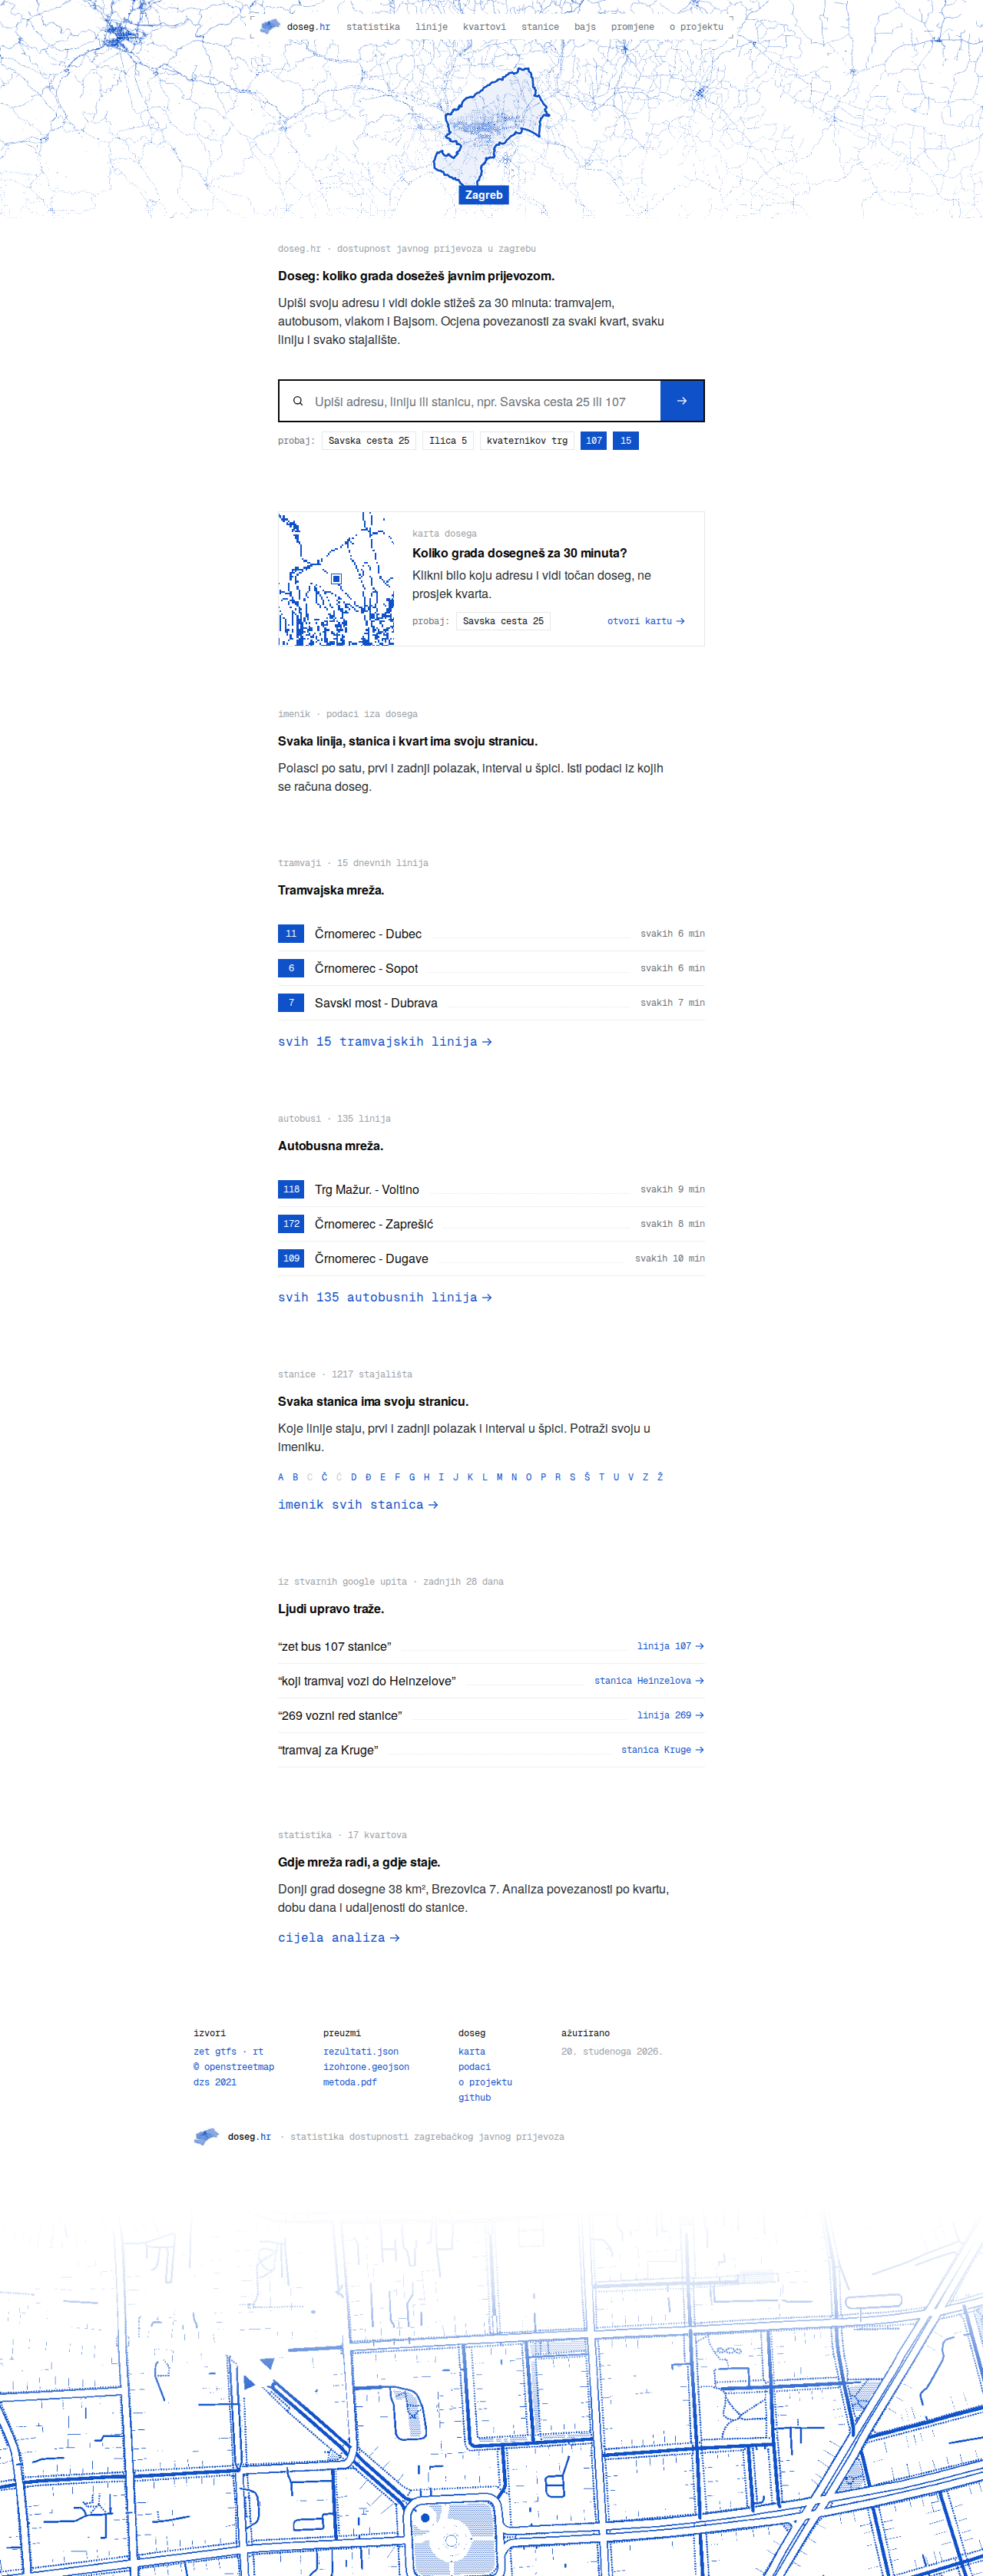 doseg.hr statistika linije kvartovi stanice bajs promjene o projektu
Zagreb
doseg.hr · dostupnost javnog prijevoza u zagrebu
Doseg: koliko grada dosežeš javnim prijevozom.
Upiši svoju adresu i vidi dokle stižeš za 30 minuta: tramvajem,
autobusom, vlakom i Bajsom. Ocjena povezanosti za svaki kvart, svaku
liniju i svako stajalište.
Upiši adresu, liniju ili stanicu, npr. Savska cesta 25 ili 107
probaj: Savska cesta 25 Ilica 5 kvaternikov trg 107 15
karta dosega
Koliko grada dosegneš za 30 minuta?
Klikni bilo koju adresu i vidi točan doseg, ne
prosjek kvarta.
probaj: Savska cesta 25 otvori kartu →
imenik · podaci iza dosega
Svaka linija, stanica i kvart ima svoju stranicu.
Polasci po satu, prvi i zadnji polazak, interval u špici. Isti podaci iz kojih
se računa doseg.
tramvaji · 15 dnevnih linija
Tramvajska mreža.
11 Črnomerec - Dubec svakih 6 min
6 Črnomerec - Sopot svakih 6 min
7 Savski most - Dubrava svakih 7 min
svih 15 tramvajskih linija →
autobusi · 135 linija
Autobusna mreža.
118 Trg Mažur. - Voltino svakih 9 min
172 Črnomerec - Zaprešić svakih 8 min
109 Črnomerec - Dugave svakih 10 min
svih 135 autobusnih linija →
stanice · 1217 stajališta
Svaka stanica ima svoju stranicu.
Koje linije staju, prvi i zadnji polazak i interval u špici. Potraži svoju u
imeniku.
A B C Č Ć D Đ E F G H I J K L M N O P R S Š T U V Z Ž
imenik svih stanica →
iz stvarnih google upita · zadnjih 28 dana
Ljudi upravo traže.
“zet bus 107 stanice” linija 107 →
“koji tramvaj vozi do Heinzelove” stanica Heinzelova →
“269 vozni red stanice” linija 269 →
“tramvaj za Kruge” stanica Kruge →
statistika · 17 kvartova
Gdje mreža radi, a gdje staje.
Donji grad dosegne 38 km², Brezovica 7. Analiza povezanosti po kvartu,
dobu dana i udaljenosti do stanice.
cijela analiza →
izvori
zet gtfs · rt
© openstreetmap
dzs 2021
preuzmi
rezultati.json
izohrone.geojson
metoda.pdf
doseg
karta
podaci
o projektu
github
ažurirano
20. studenoga 2026.
doseg.hr · statistika dostupnosti zagrebačkog javnog prijevoza